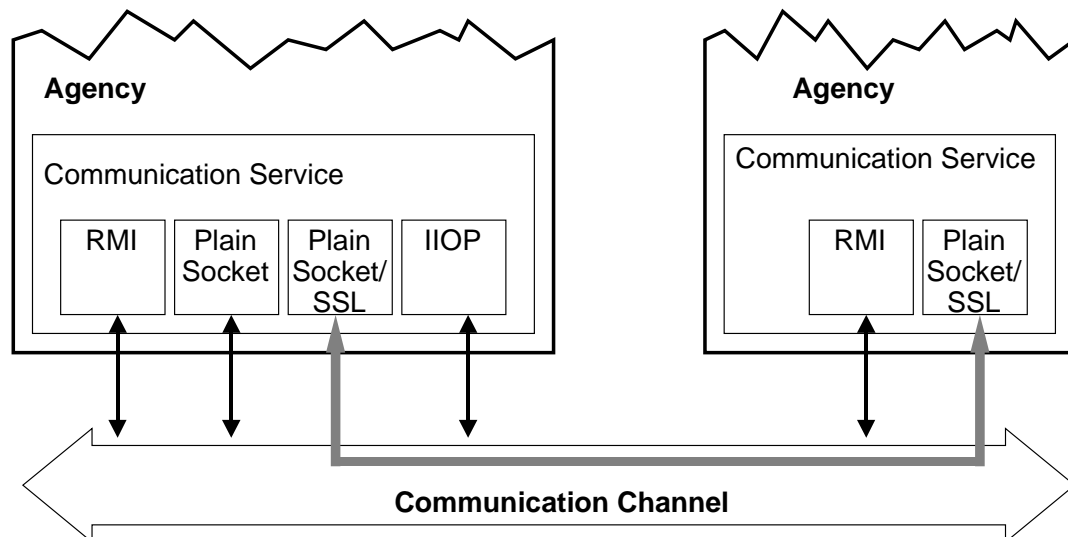 Agency
Communication Service
RMI
Plain
Socket
Plain
Socket/
SSL
IIOP
Agency
Communication Service
RMI
Plain
Socket/
SSL
Communication Channel